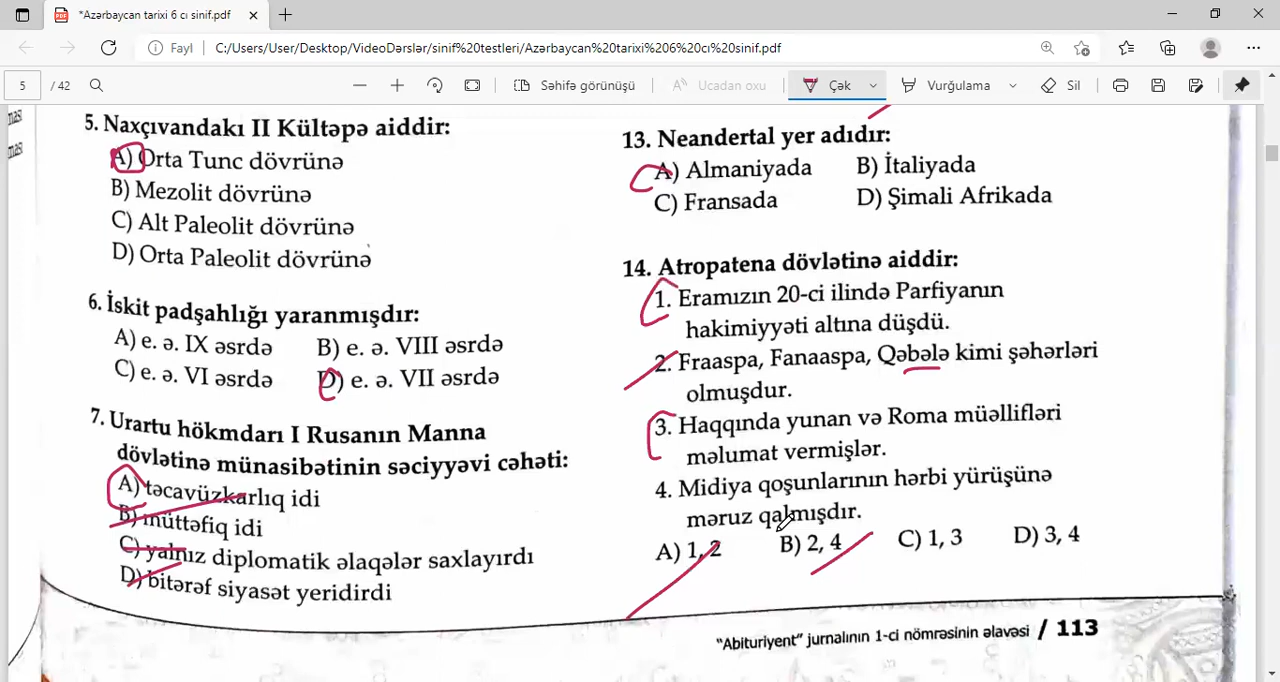 *Azərbaycan tarixi 6 cı sinif.pdf
Fayl
C:/Users/User/Desktop/VideoDərslər/sinif%20testleri/Azərbaycan%20tarixi%206%20cı%20sinif.pdf
5 / 42
Səhifə görünüşü
Ucadan oxu
Çək
Vurğulama
Sil
5. Naxçıvandakı II Kültəpə aiddir:
A) Orta Tunc dövrünə
B) Mezolit dövrünə
C) Alt Paleolit dövrünə
D) Orta Paleolit dövrünə
6. İskit padşahlığı yaranmışdır:
A) e. ə. IX əsrdə B) e. ə. VIII əsrdə
C) e. ə. VI əsrdə D) e. ə. VII əsrdə
7. Urartu hökmdarı I Rusanın Manna
dövlətinə münasibətinin səciyyəvi cəhəti:
A) təcavüzkarlıq idi
B) müttəfiq idi
C) yalnız diplomatik əlaqələr saxlayırdı
D) bitərəf siyasət yeridirdi
13. Neandertal yer adıdır:
A) Almaniyada B) İtaliyada
C) Fransada D) Şimali Afrikada
14. Atropatena dövlətinə aiddir:
1. Eramızın 20-ci ilində Parfiyanın
hakimiyyəti altına düşdü.
2. Fraaspa, Fanaaspa, Qəbələ kimi şəhərləri
olmuşdur.
3. Haqqında yunan və Roma müəllifləri
məlumat vermişlər.
4. Midiya qoşunlarının hərbi yürüşünə
məruz qalmışdır.
A) 1, 2 B) 2, 4 C) 1, 3 D) 3, 4
"Abituriyent" jurnalının 1-ci nömrəsinin əlavəsi / 113